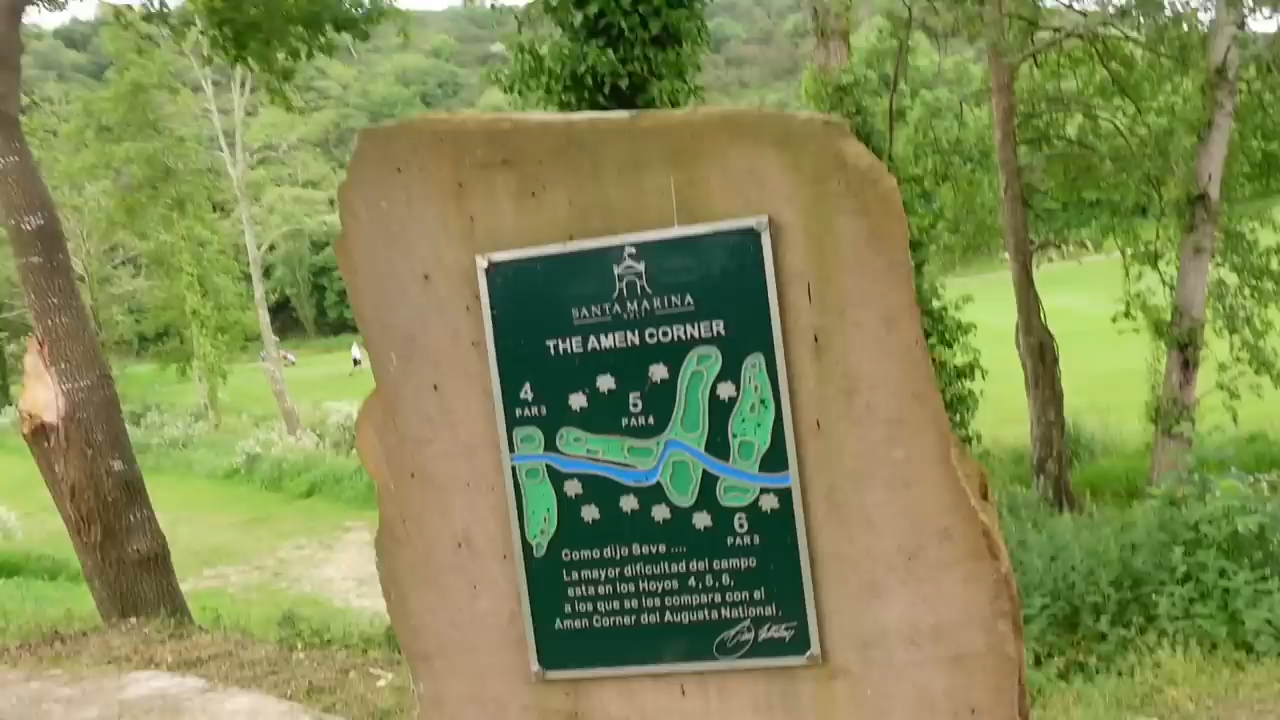 SANTA MARINA
GOLF
THE AMEN CORNER
4
PAR3
5
PAR4
6
PAR3
Como dijo Seve ....
La mayor dificultad del campo
esta en los Hoyos 4, 5, 6,
a los que se les compara con el
Amen Corner del Augusta National.